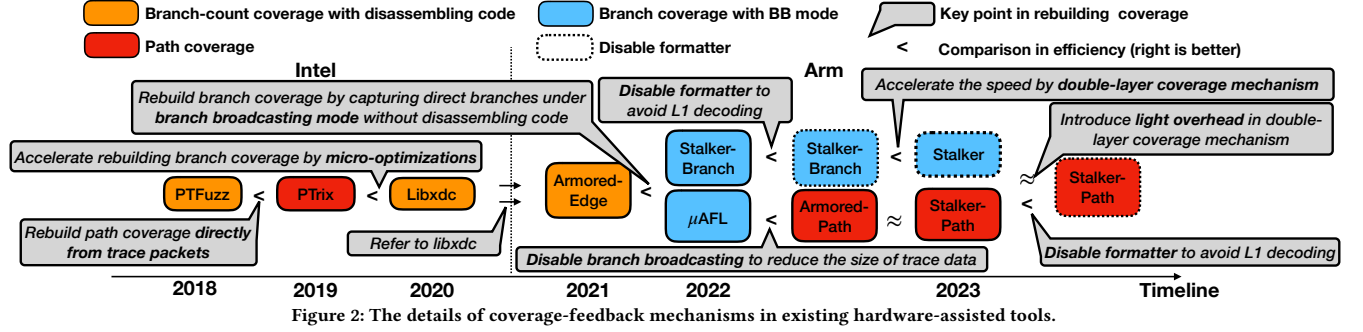 Branch-count coverage with disassembling code
Branch coverage with BB mode
Key point in rebuilding coverage
Path coverage
Disable formatter
< Comparison in efficiency (right is better)
Intel
Arm
Rebuild branch coverage by capturing direct branches under
branch broadcasting mode without disassembling code
Disable formatter to
avoid L1 decoding
Accelerate the speed by double-layer coverage mechanism
Introduce light overhead in double-
layer coverage mechanism
Accelerate rebuilding branch coverage by micro-optimizations
Stalker-
Branch
<
Stalker-
Branch
<
Stalker
PTFuzz
<
PTrix
<
Libxdc
Armored-
Edge
<
μAFL
<
Armored-
Path
≈
Stalker-
Path
≈
<
Stalker-
Path
Rebuild path coverage directly
from trace packets
Refer to libxdc
Disable branch broadcasting to reduce the size of trace data
Disable formatter to avoid L1 decoding
2018
2019
2020
2021
2022
2023
Timeline
Figure 2: The details of coverage-feedback mechanisms in existing hardware-assisted tools.